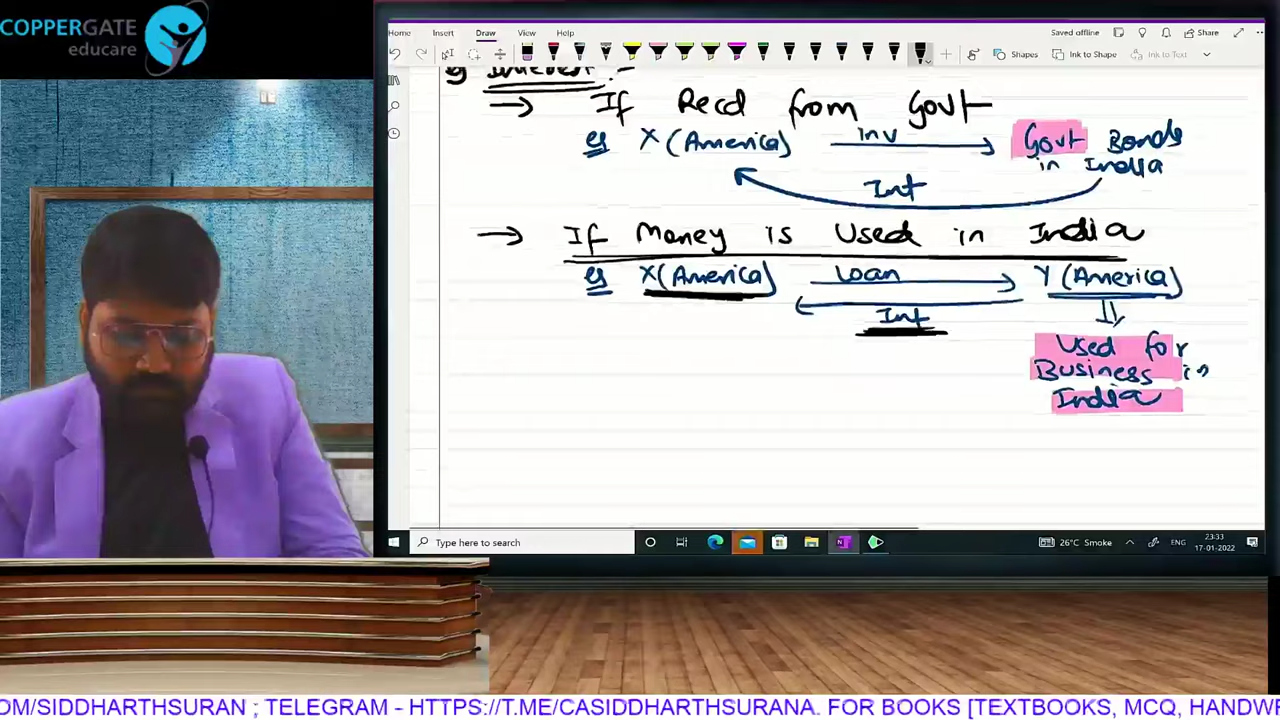 COPPERGATE
educare
Home Insert Draw View Help
Saved offline
Share
Shapes
Ink to Shape
Ink to Text
Interest :-
→ If Recd from Govt
eg X (America) inv → Govt Bonds
in India
Int
→ If Money is Used in India
eg X (America) Loan → Y (America)
Int
Used for
Business in
India
Type here to search
26°C Smoke
ENG
23:33
17-01-2022
OM/SIDDHARTHSURAN ; TELEGRAM - HTTPS://T.ME/CASIDDHARTHSURANA. FOR BOOKS [TEXTBOOKS, MCQ, HANDWR